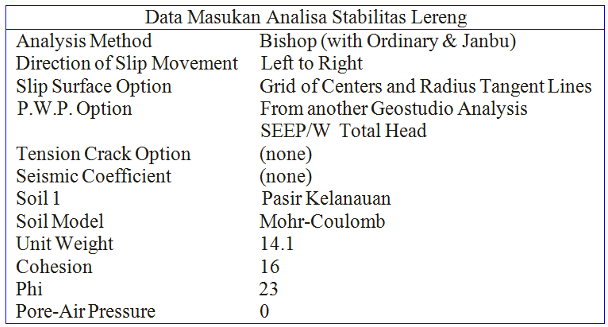 Data Masukan Analisa Stabilitas Lereng
Analysis Method Bishop (with Ordinary & Janbu)
Direction of Slip Movement Left to Right
Slip Surface Option Grid of Centers and Radius Tangent Lines
P.W.P. Option From another Geostudio Analysis
SEEP/W Total Head
Tension Crack Option (none)
Seismic Coefficient (none)
Soil 1 Pasir Kelanauan
Soil Model Mohr-Coulomb
Unit Weight 14.1
Cohesion 16
Phi 23
Pore-Air Pressure 0